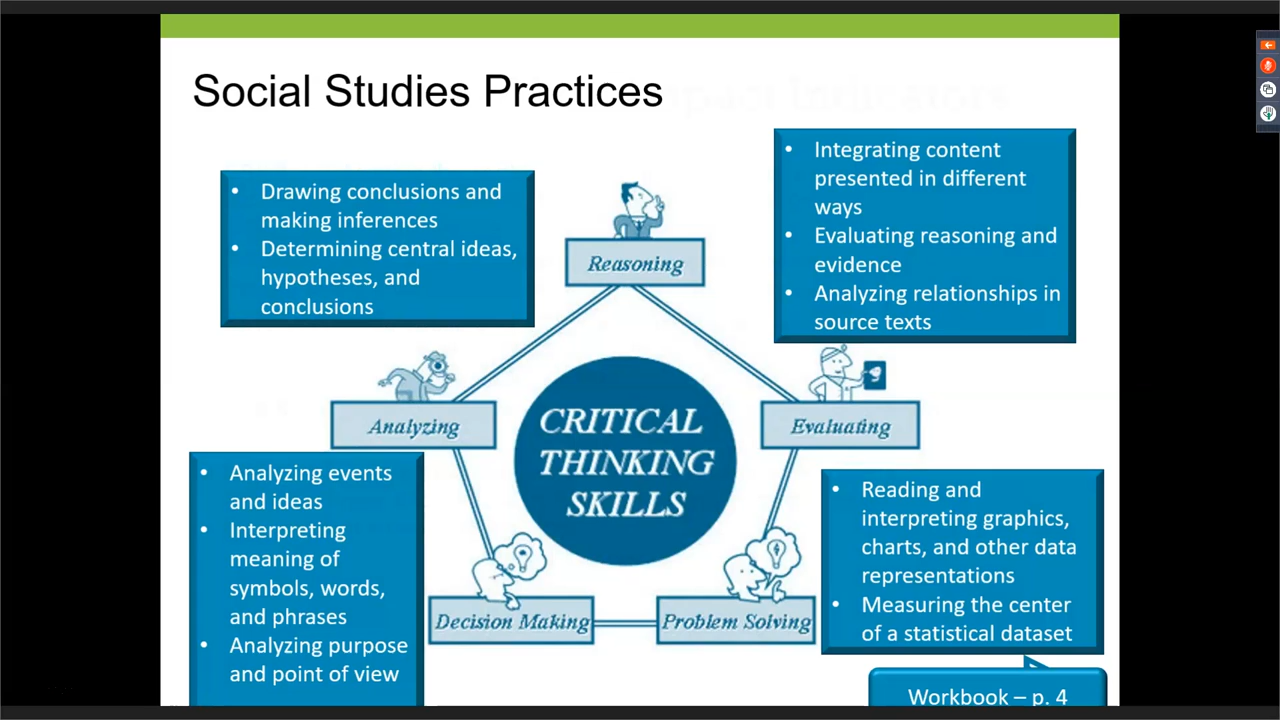 Social Studies Practices
• Drawing conclusions and
making inferences
• Determining central ideas,
hypotheses, and
conclusions
• Integrating content
presented in different
ways
• Evaluating reasoning and
evidence
• Analyzing relationships in
source texts
Reasoning
Analyzing
CRITICAL
THINKING
SKILLS
Evaluating
• Analyzing events
and ideas
• Interpreting
meaning of
symbols, words,
and phrases
• Analyzing purpose
and point of view
• Reading and
interpreting graphics,
charts, and other data
representations
• Measuring the center
of a statistical dataset
Decision Making
Problem Solving
Workbook – p. 4